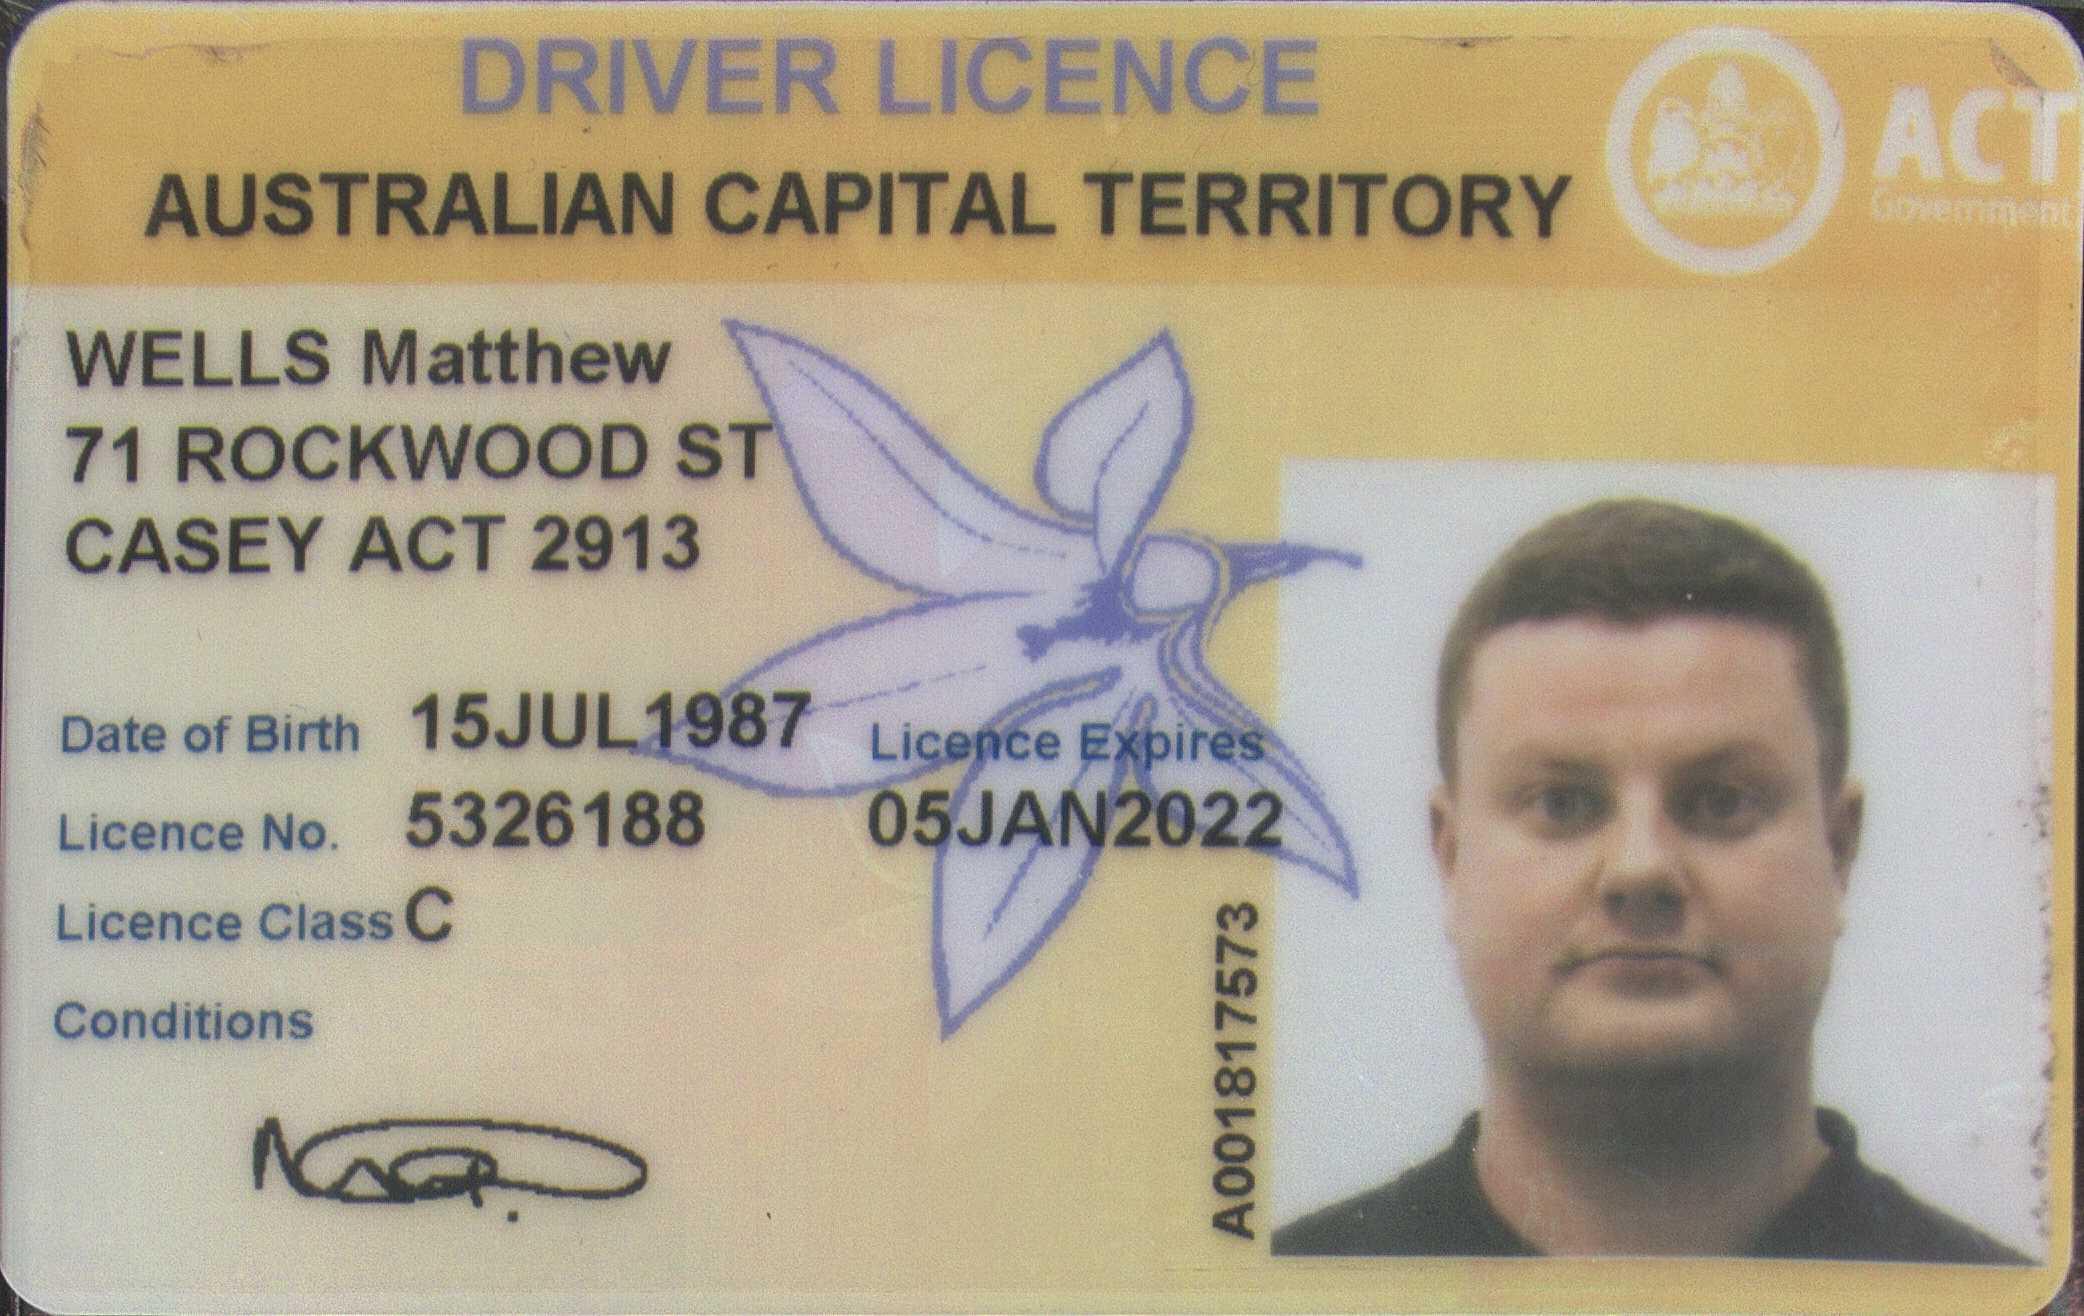 DRIVER LICENCE
AUSTRALIAN CAPITAL TERRITORY
ACT
Government
WELLS Matthew
71 ROCKWOOD ST
CASEY ACT 2913
Date of Birth 15JUL1987
Licence Expires
Licence No. 5326188
05JAN2022
Licence Class C
Conditions
A001817573